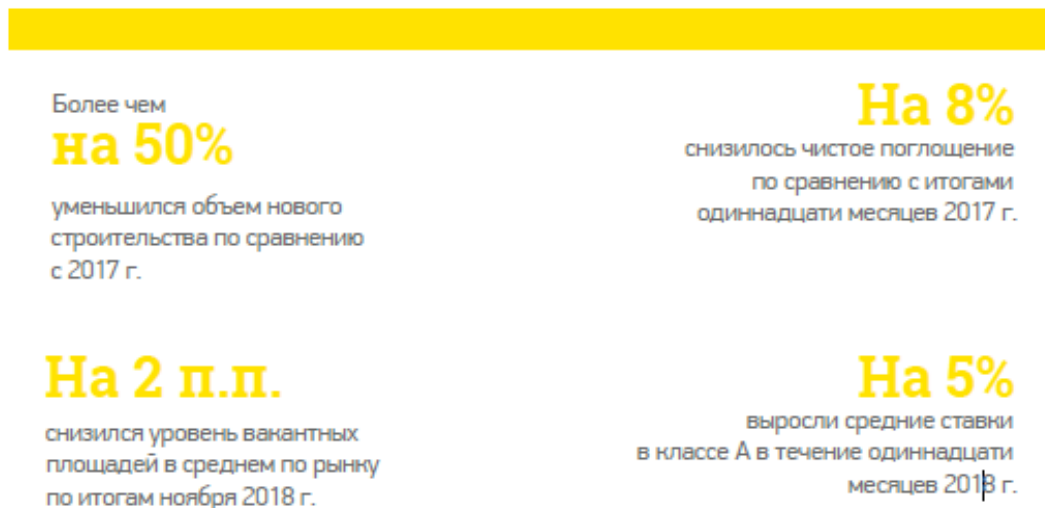 Более чем
на 50%
уменьшился объем нового
строительства по сравнению
с 2017 г.
На 8%
снизилось чистое поглощение
по сравнению с итогами
одиннадцати месяцев 2017 г.
На 2 п.п.
снизился уровень вакантных
площадей в среднем по рынку
по итогам ноября 2018 г.
На 5%
выросли средние ставки
в классе А в течение одиннадцати
месяцев 2018 г.